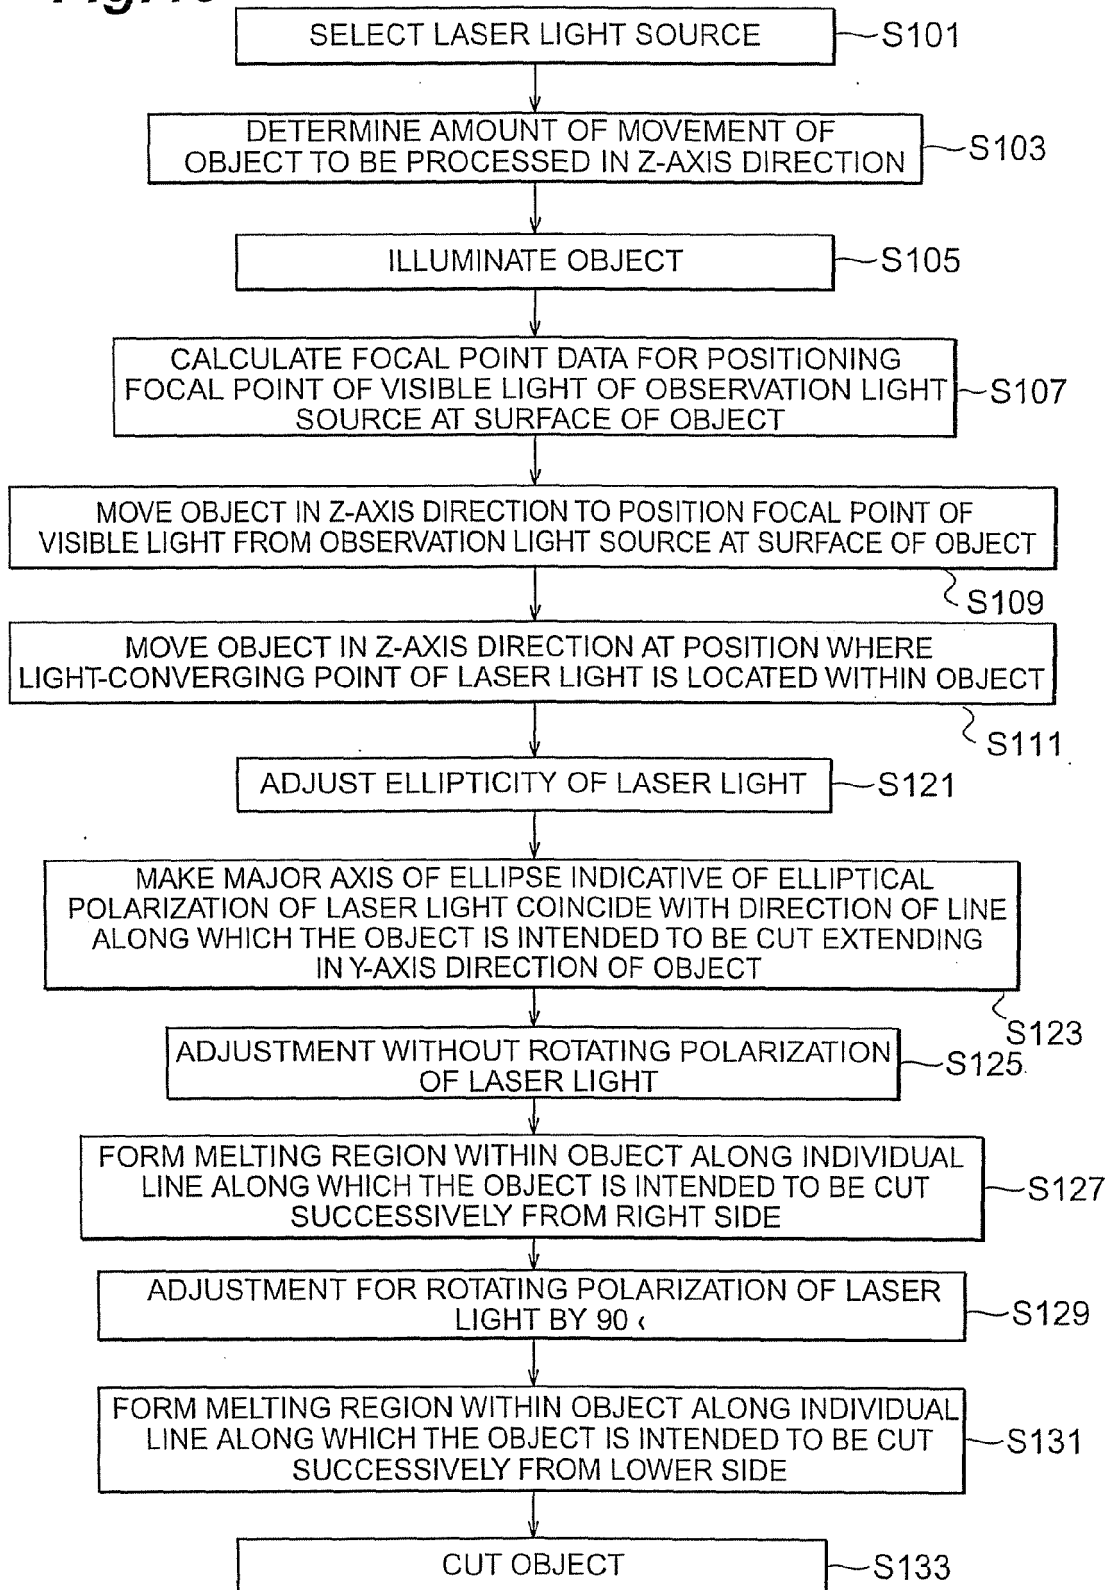 SELECT LASER LIGHT SOURCE
S101
DETERMINE AMOUNT OF MOVEMENT OF
OBJECT TO BE PROCESSED IN Z-AXIS DIRECTION
S103
ILLUMINATE OBJECT
S105
CALCULATE FOCAL POINT DATA FOR POSITIONING
FOCAL POINT OF VISIBLE LIGHT OF OBSERVATION LIGHT
SOURCE AT SURFACE OF OBJECT
S107
MOVE OBJECT IN Z-AXIS DIRECTION TO POSITION FOCAL POINT OF
VISIBLE LIGHT FROM OBSERVATION LIGHT SOURCE AT SURFACE OF OBJECT
S109
MOVE OBJECT IN Z-AXIS DIRECTION AT POSITION WHERE
LIGHT-CONVERGING POINT OF LASER LIGHT IS LOCATED WITHIN OBJECT
S111
ADJUST ELLIPTICITY OF LASER LIGHT
S121
MAKE MAJOR AXIS OF ELLIPSE INDICATIVE OF ELLIPTICAL
POLARIZATION OF LASER LIGHT COINCIDE WITH DIRECTION OF LINE
ALONG WHICH THE OBJECT IS INTENDED TO BE CUT EXTENDING
IN Y-AXIS DIRECTION OF OBJECT
S123
ADJUSTMENT WITHOUT ROTATING POLARIZATION
OF LASER LIGHT
S125
FORM MELTING REGION WITHIN OBJECT ALONG INDIVIDUAL
LINE ALONG WHICH THE OBJECT IS INTENDED TO BE CUT
SUCCESSIVELY FROM RIGHT SIDE
S127
ADJUSTMENT FOR ROTATING POLARIZATION OF LASER
LIGHT BY 90
S129
FORM MELTING REGION WITHIN OBJECT ALONG INDIVIDUAL
LINE ALONG WHICH THE OBJECT IS INTENDED TO BE CUT
SUCCESSIVELY FROM LOWER SIDE
S131
CUT OBJECT
S133